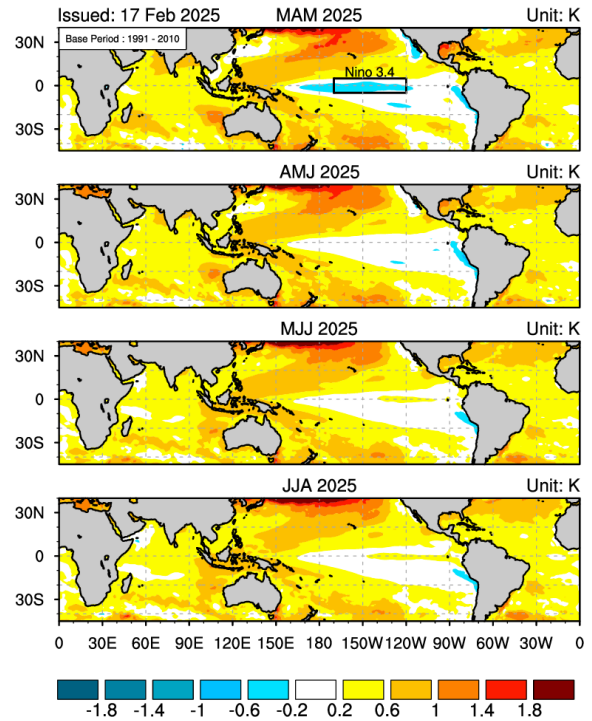 Issued: 17 Feb 2025 MAM 2025 Unit: K
Base Period : 1991 - 2010
30N
Nino 3.4
0
30S
AMJ 2025 Unit: K
30N
0
30S
MJJ 2025 Unit: K
30N
0
30S
JJA 2025 Unit: K
30N
0
30S
0 30E 60E 90E 120E 150E 180 150W 120W 90W 60W 30W 0
-1.8 -1.4 -1 -0.6 -0.2 0.2 0.6 1 1.4 1.8